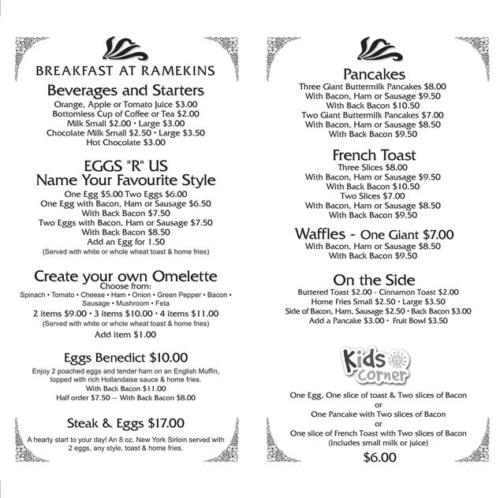 BREAKFAST AT RAMEKINS
Beverages and Starters
Orange, Apple or Tomato Juice $3.00
Bottomless Cup of Coffee or Tea $2.00
Milk Small $2.00 • Large $3.00
Chocolate Milk Small $2.50 • Large $3.50
Hot Chocolate $3.00
EGGS "R" US
Name Your Favourite Style
One Egg $5.00 Two Eggs $6.00
One Egg with Bacon, Ham or Sausage $6.50
With Back Bacon $7.50
Two Eggs with Bacon, Ham or Sausage $7.50
With Back Bacon $8.50
Add an Egg for 1.50
(Served with white or whole wheat toast & home fries)
Create your own Omelette
Choose from:
Spinach • Tomato • Cheese • Ham • Onion • Green Pepper • Bacon •
Sausage • Mushroom • Feta
2 items $9.00 • 3 items $10.00 • 4 items $11.00
(Served with white or whole wheat toast & home fries)
Add item $1.00
Eggs Benedict $10.00
Enjoy 2 poached eggs and tender ham on an English Muffin,
topped with rich Hollandaise sauce & home fries.
With Back Bacon $11.00
Half order $7.50 -- With Back Bacon $8.00
Steak & Eggs $17.00
A hearty start to your day! An 8 oz. New York Sirloin served with
2 eggs, any style, toast & home fries.
Pancakes
Three Giant Buttermilk Pancakes $8.00
With Bacon, Ham or Sausage $9.50
With Back Bacon $10.50
Two Giant Buttermilk Pancakes $7.00
With Bacon, Ham or Sausage $8.50
With Back Bacon $9.50
French Toast
Three Slices $8.00
With Bacon, Ham or Sausage $9.50
With Back Bacon $10.50
Two Slices $7.00
With Bacon, Ham or Sausage $8.50
With Back Bacon $9.50
Waffles - One Giant $7.00
With Bacon, Ham or Sausage $8.50
With Back Bacon $9.50
On the Side
Buttered Toast $2.00 - Cinnamon Toast $2.00
Home Fries Small $2.50 • Large $3.50
Side of Bacon, Ham, Sausage $2.50 • Back Bacon $3.00
Add a Pancake $3.00 • Fruit Bowl $3.50
Kids
Corner
One Egg, One slice of toast & Two slices of Bacon
or
One Pancake with Two slices of Bacon
or
One slice of French Toast with Two slices of Bacon
(includes small milk or juice)
$6.00